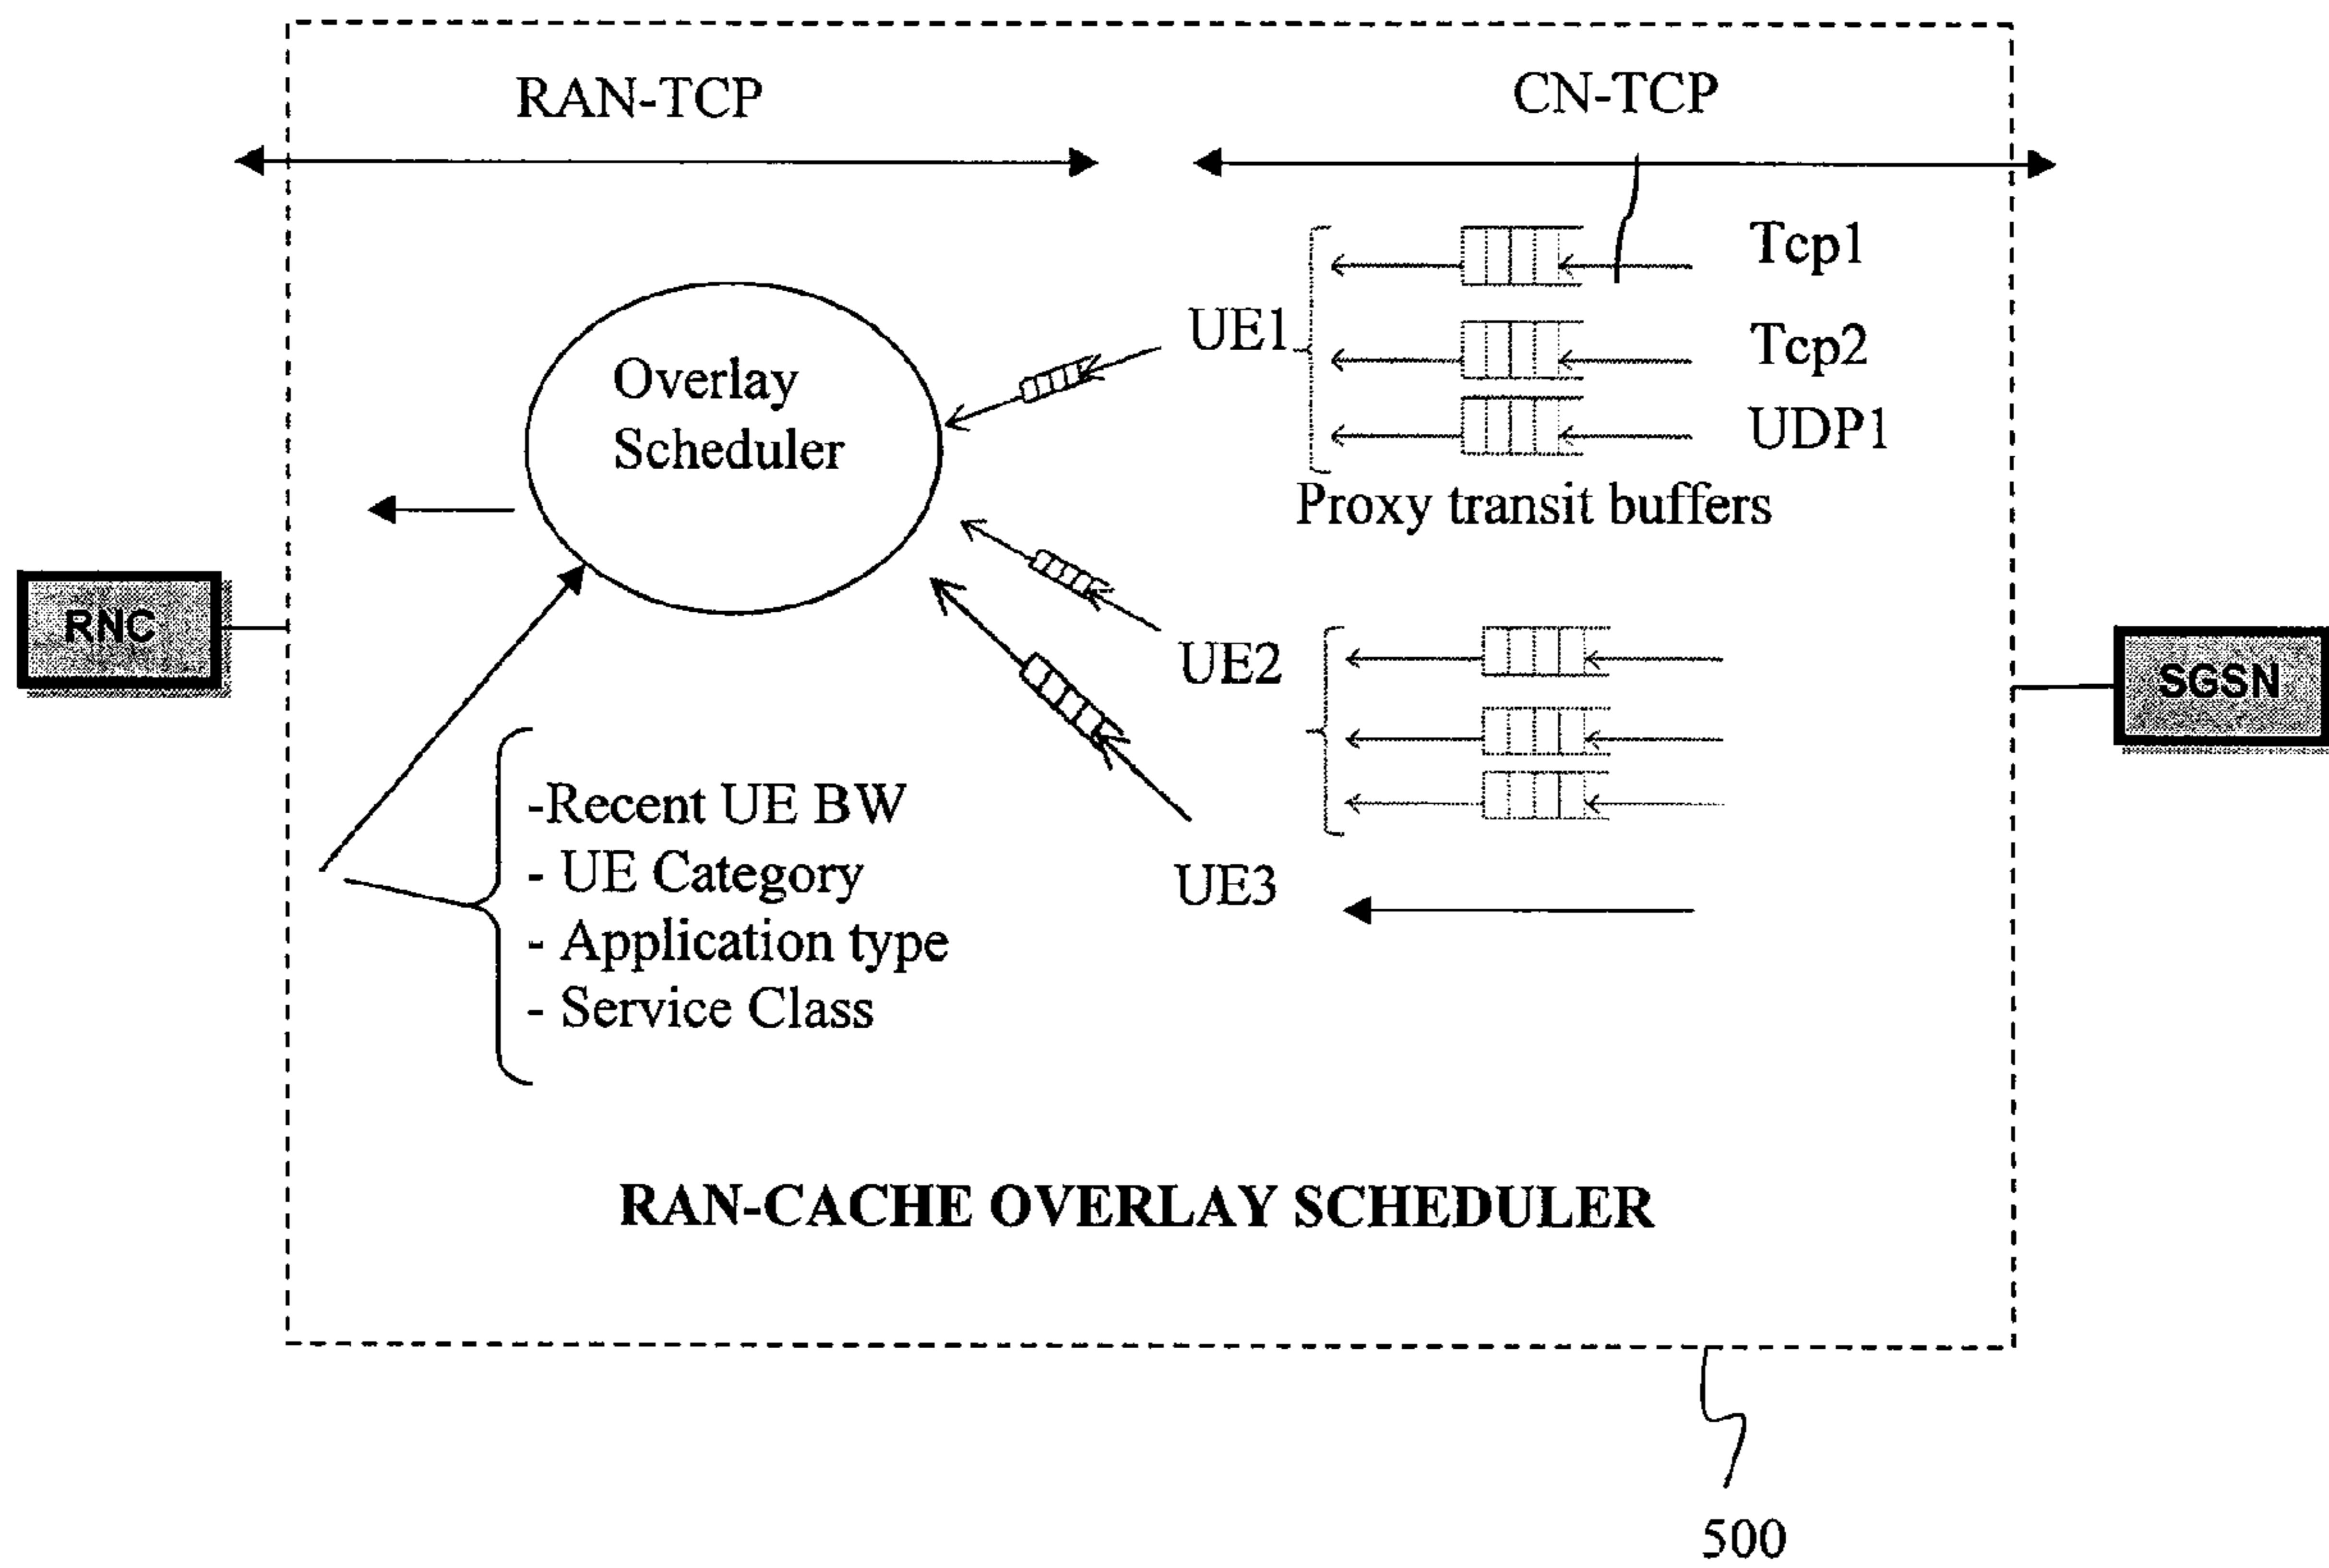 RAN-TCP
CN-TCP
Tcp1
UE1
Tcp2
Overlay
Scheduler
UDP1
Proxy transit buffers
RNC
UE2
SGSN
-Recent UE BW
- UE Category
- Application type
- Service Class
UE3
RAN-CACHE OVERLAY SCHEDULER
500